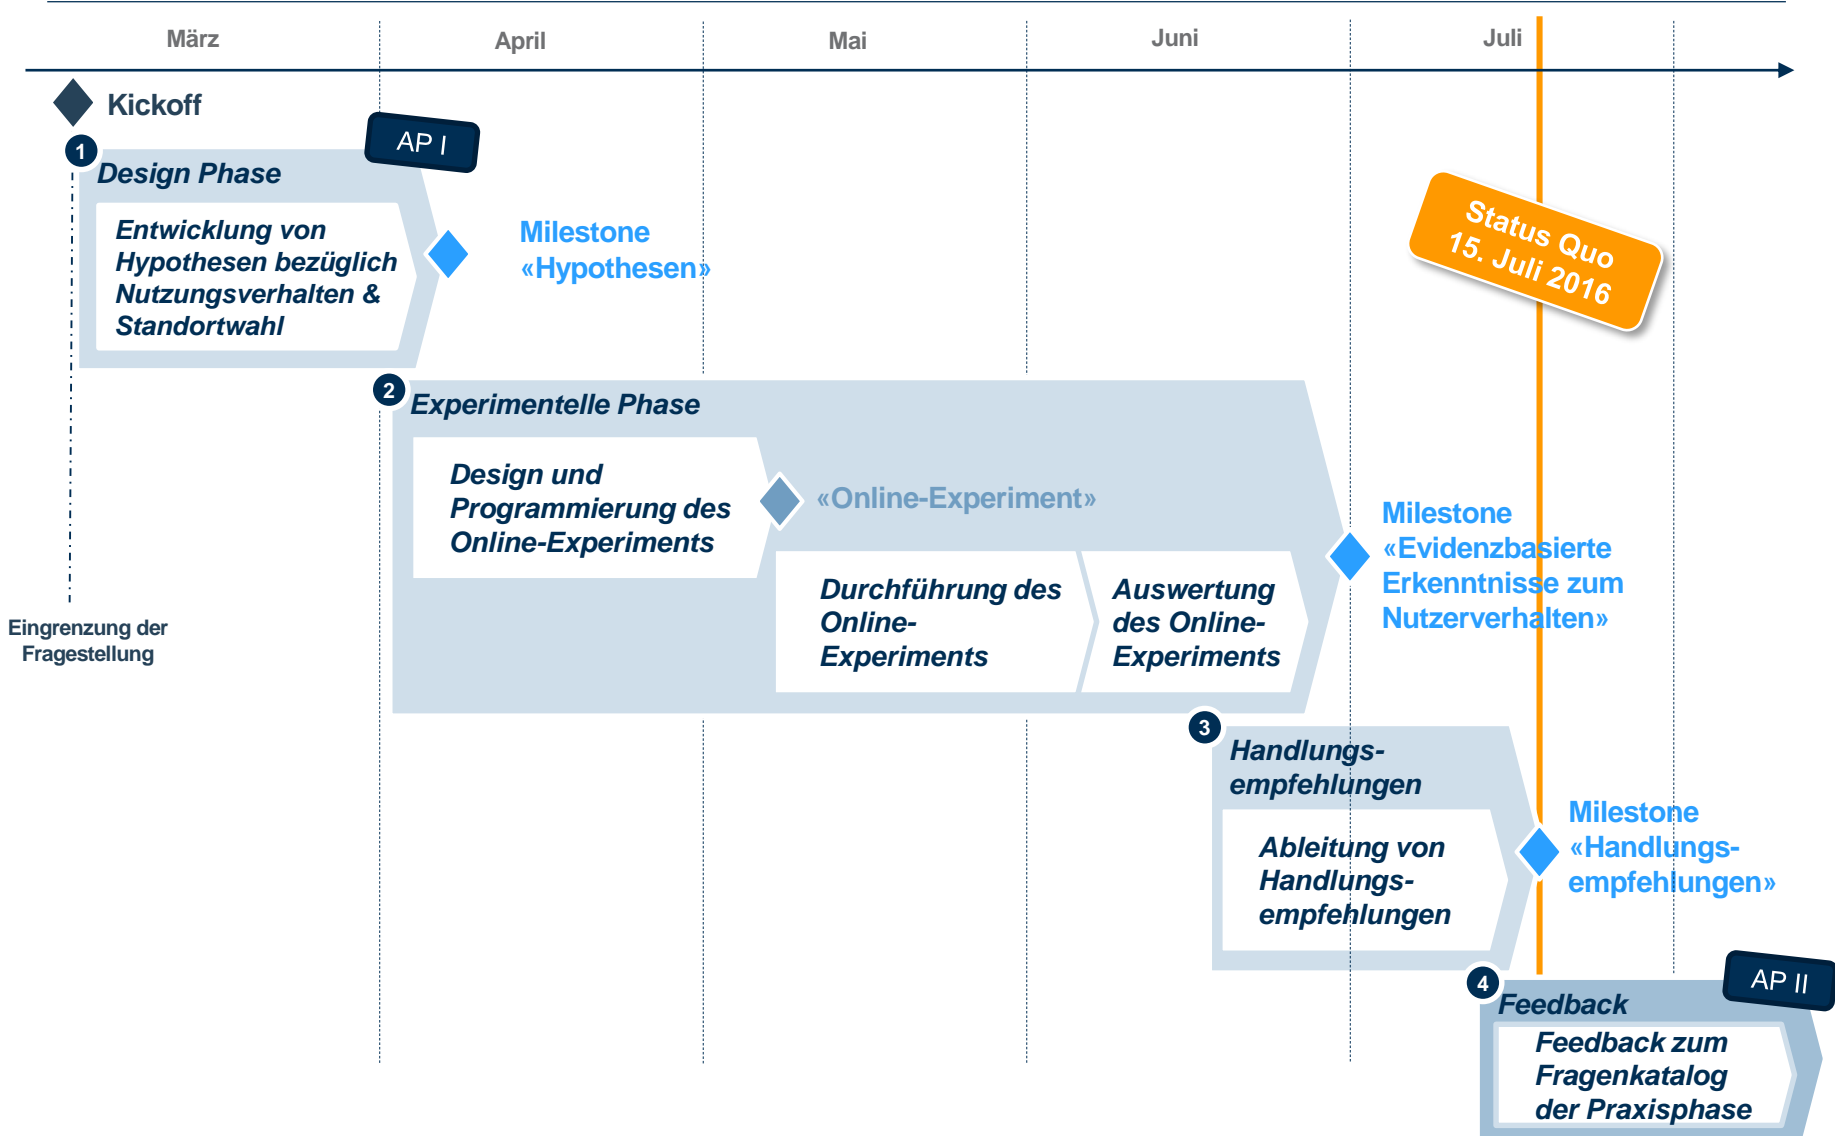 März
April
Mai
Juni
Juli
Kickoff
AP I
1
Design Phase
Entwicklung von
Hypothesen bezüglich
Nutzungsverhalten &
Standortwahl
Milestone
«Hypothesen»
Status Quo
15. Juli 2016
Eingrenzung der
Fragestellung
2
Experimentelle Phase
Design und
Programmierung des
Online-Experiments
«Online-Experiment»
Durchführung des
Online-
Experiments
Auswertung
des Online-
Experiments
Milestone
«Evidenzbasierte
Erkenntnisse zum
Nutzerverhalten»
3
Handlungs-
empfehlungen
Ableitung von
Handlungs-
empfehlungen
Milestone
«Handlungs-
empfehlungen»
4
AP II
Feedback
Feedback zum
Fragenkatalog
der Praxisphase